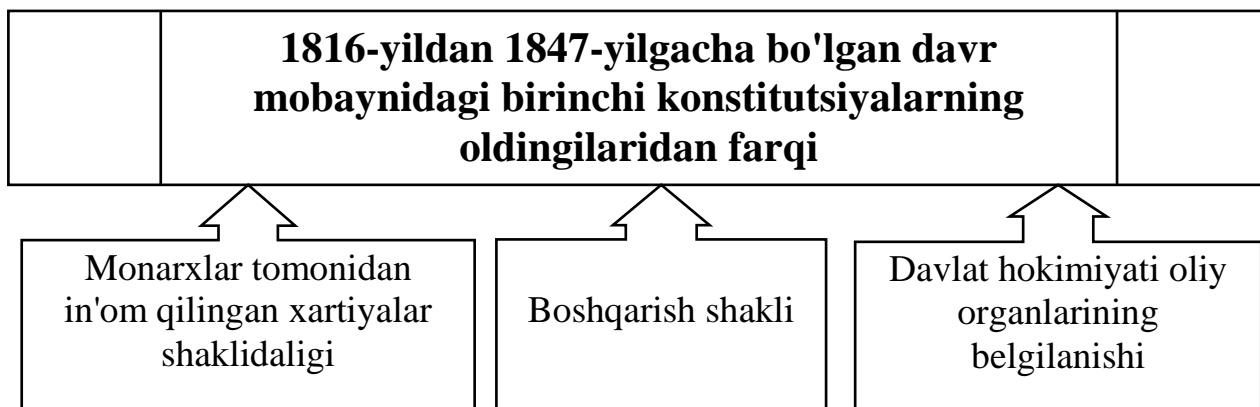 1816-yildan 1847-yilgacha bo'lgan davr
mobaynidagi birinchi konstitutsiyalarning
oldingilaridan farqi
Monarxlar tomonidan
in'om qilingan xartiyalar
shaklidaligi
Boshqarish shakli
Davlat hokimiyati oliy
organlarining
belgilanishi